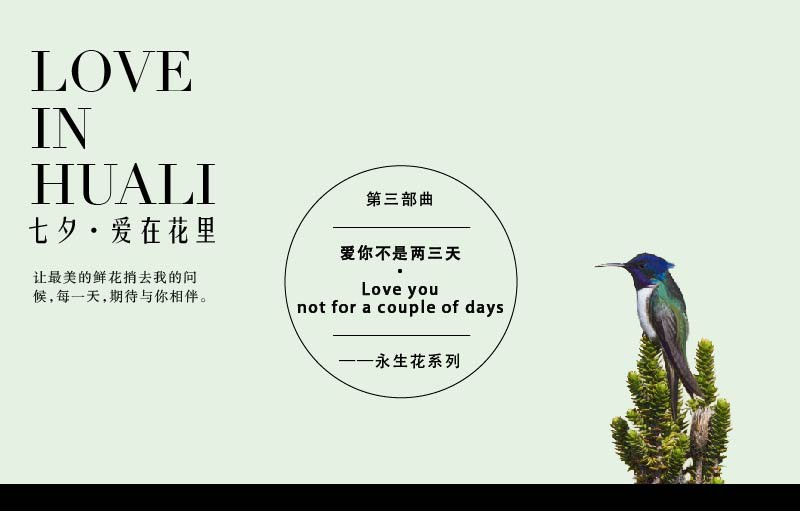 LOVE
IN
HUALI
七夕·爱在花里
让最美的鲜花捎去我的问
候,每一天,期待与你相伴。
第三部曲
爱你不是两三天
·
Love you
not for a couple of days
——永生花系列